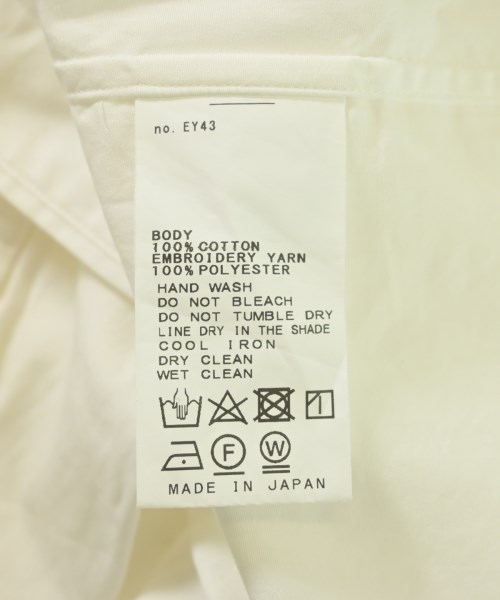 no. EY43
BODY
100% COTTON
EMBROIDERY YARN
100% POLYESTER
HAND WASH
DO NOT BLEACH
DO NOT TUMBLE DRY
LINE DRY IN THE SHADE
COOL IRON
DRY CLEAN
WET CLEAN
F W
MADE IN JAPAN